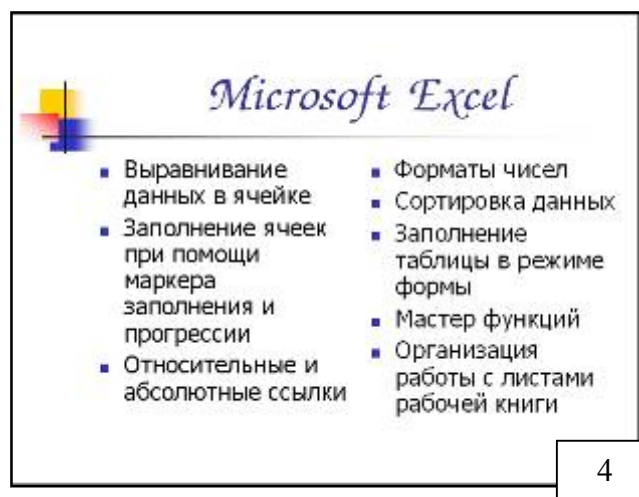 Microsoft Excel
Выравнивание
данных в ячейке
Заполнение ячеек
при помощи
маркера
заполнения и
прогрессии
Относительные и
абсолютные ссылки
Форматы чисел
Сортировка данных
Заполнение
таблицы в режиме
формы
Мастер функций
Организация
работы с листами
рабочей книги
4